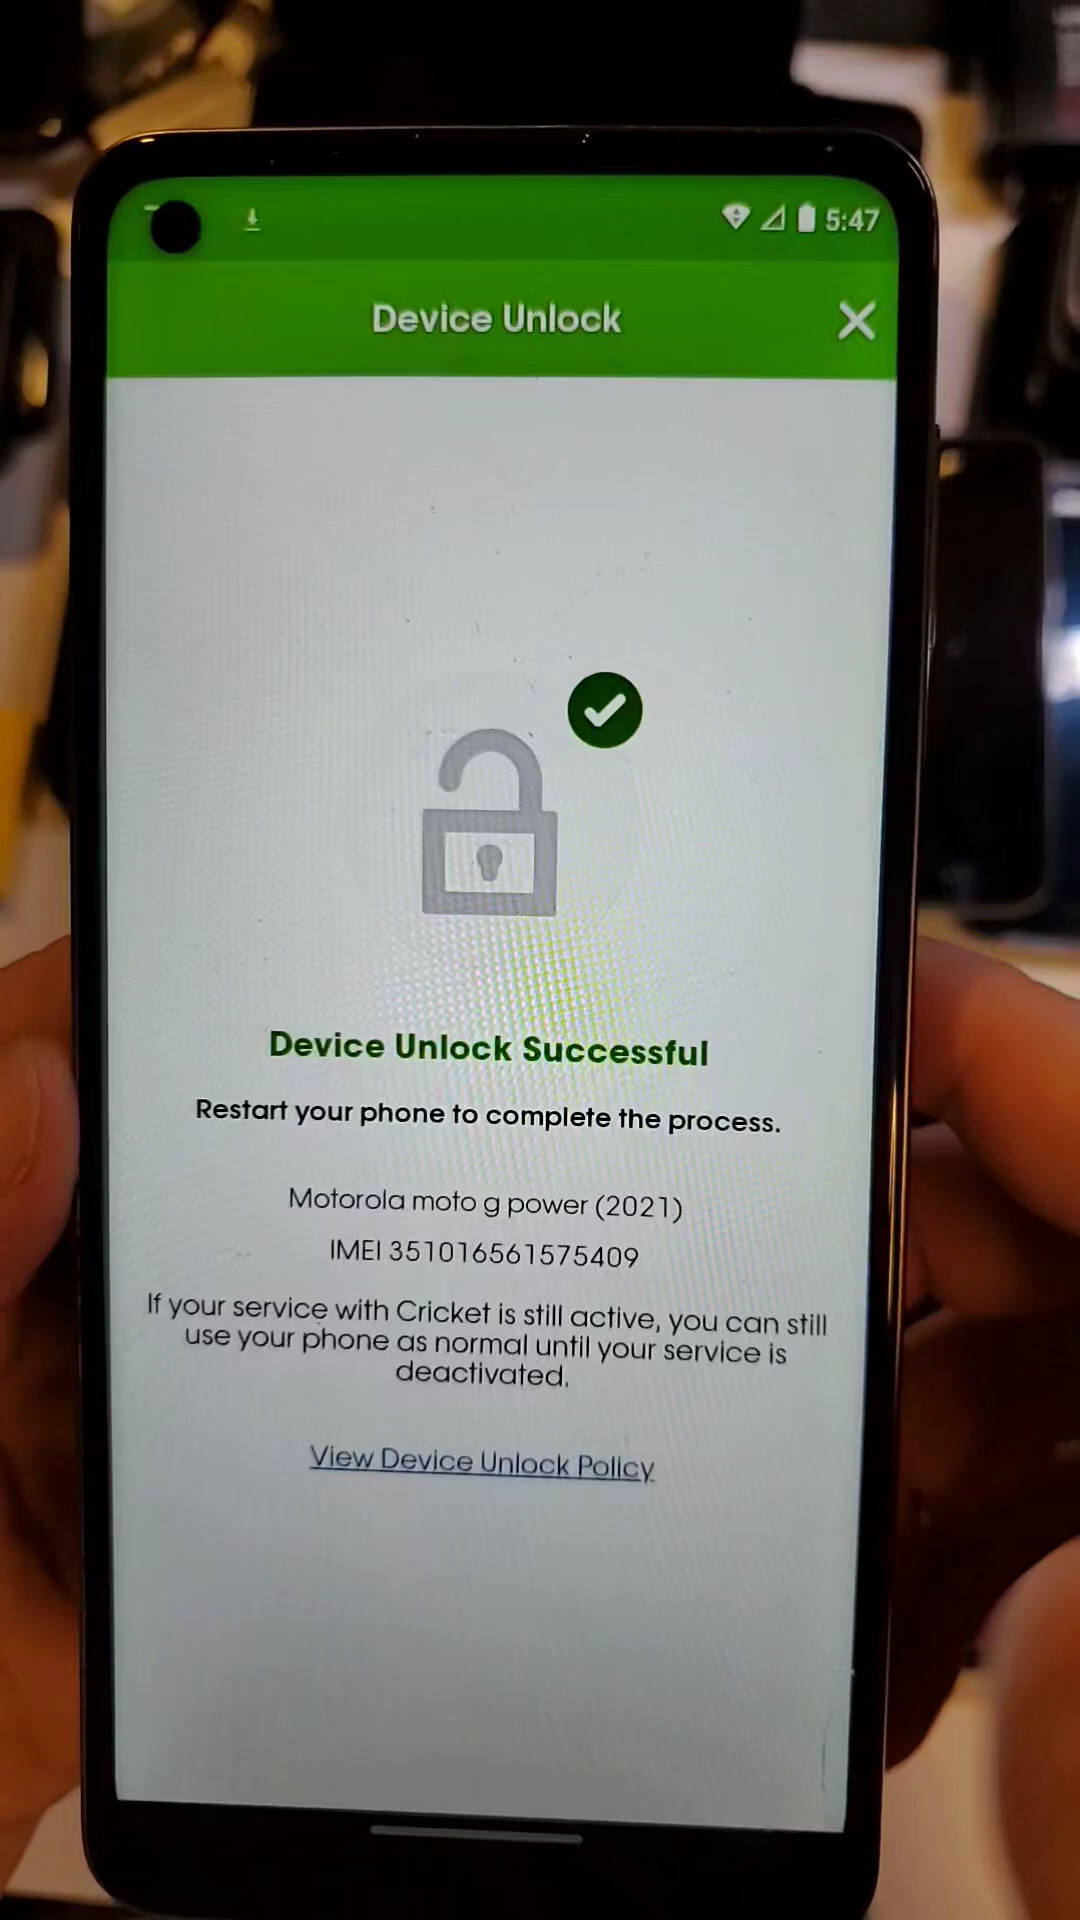 5:47
Device Unlock
Device Unlock Successful
Restart your phone to complete the process.
Motorola moto g power (2021)
IMEI 351016561575409
If your service with Cricket is still active, you can still
use your phone as normal until your service is
deactivated.
View Device Unlock Policy